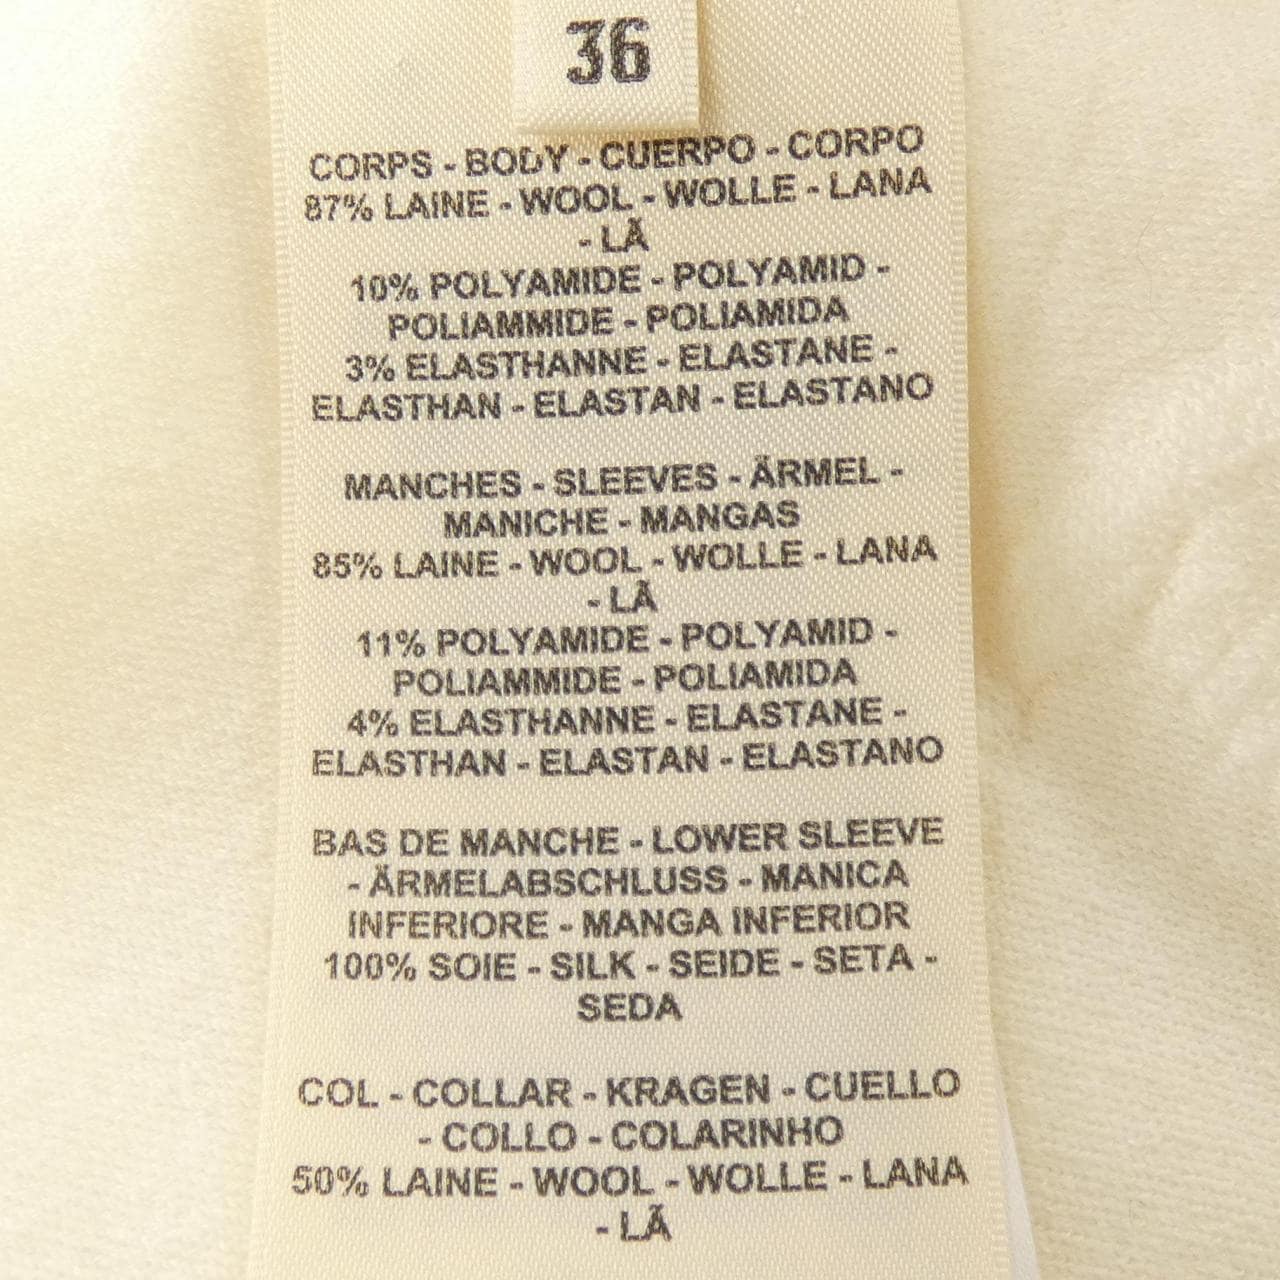 36
CORPS - BODY - CUERPO - CORPO
87% LAINE - WOOL - WOLLE - LANA
- LÃ
10% POLYAMIDE - POLYAMID -
POLIAMMIDE - POLIAMIDA
3% ELASTHANNE - ELASTANE -
ELASTHAN - ELASTAN - ELASTANO
MANCHES - SLEEVES - ÄRMEL -
MANICHE - MANGAS
85% LAINE - WOOL - WOLLE - LANA
- LÃ
11% POLYAMIDE - POLYAMID -
POLIAMMIDE - POLIAMIDA
4% ELASTHANNE - ELASTANE -
ELASTHAN - ELASTAN - ELASTANO
BAS DE MANCHE - LOWER SLEEVE
- ÄRMELABSCHLUSS - MANICA
INFERIORE - MANGA INFERIOR
100% SOIE - SILK - SEIDE - SETA -
SEDA
COL - COLLAR - KRAGEN - CUELLO
- COLLO - COLARINHO
50% LAINE - WOOL - WOLLE - LANA
- LÃ